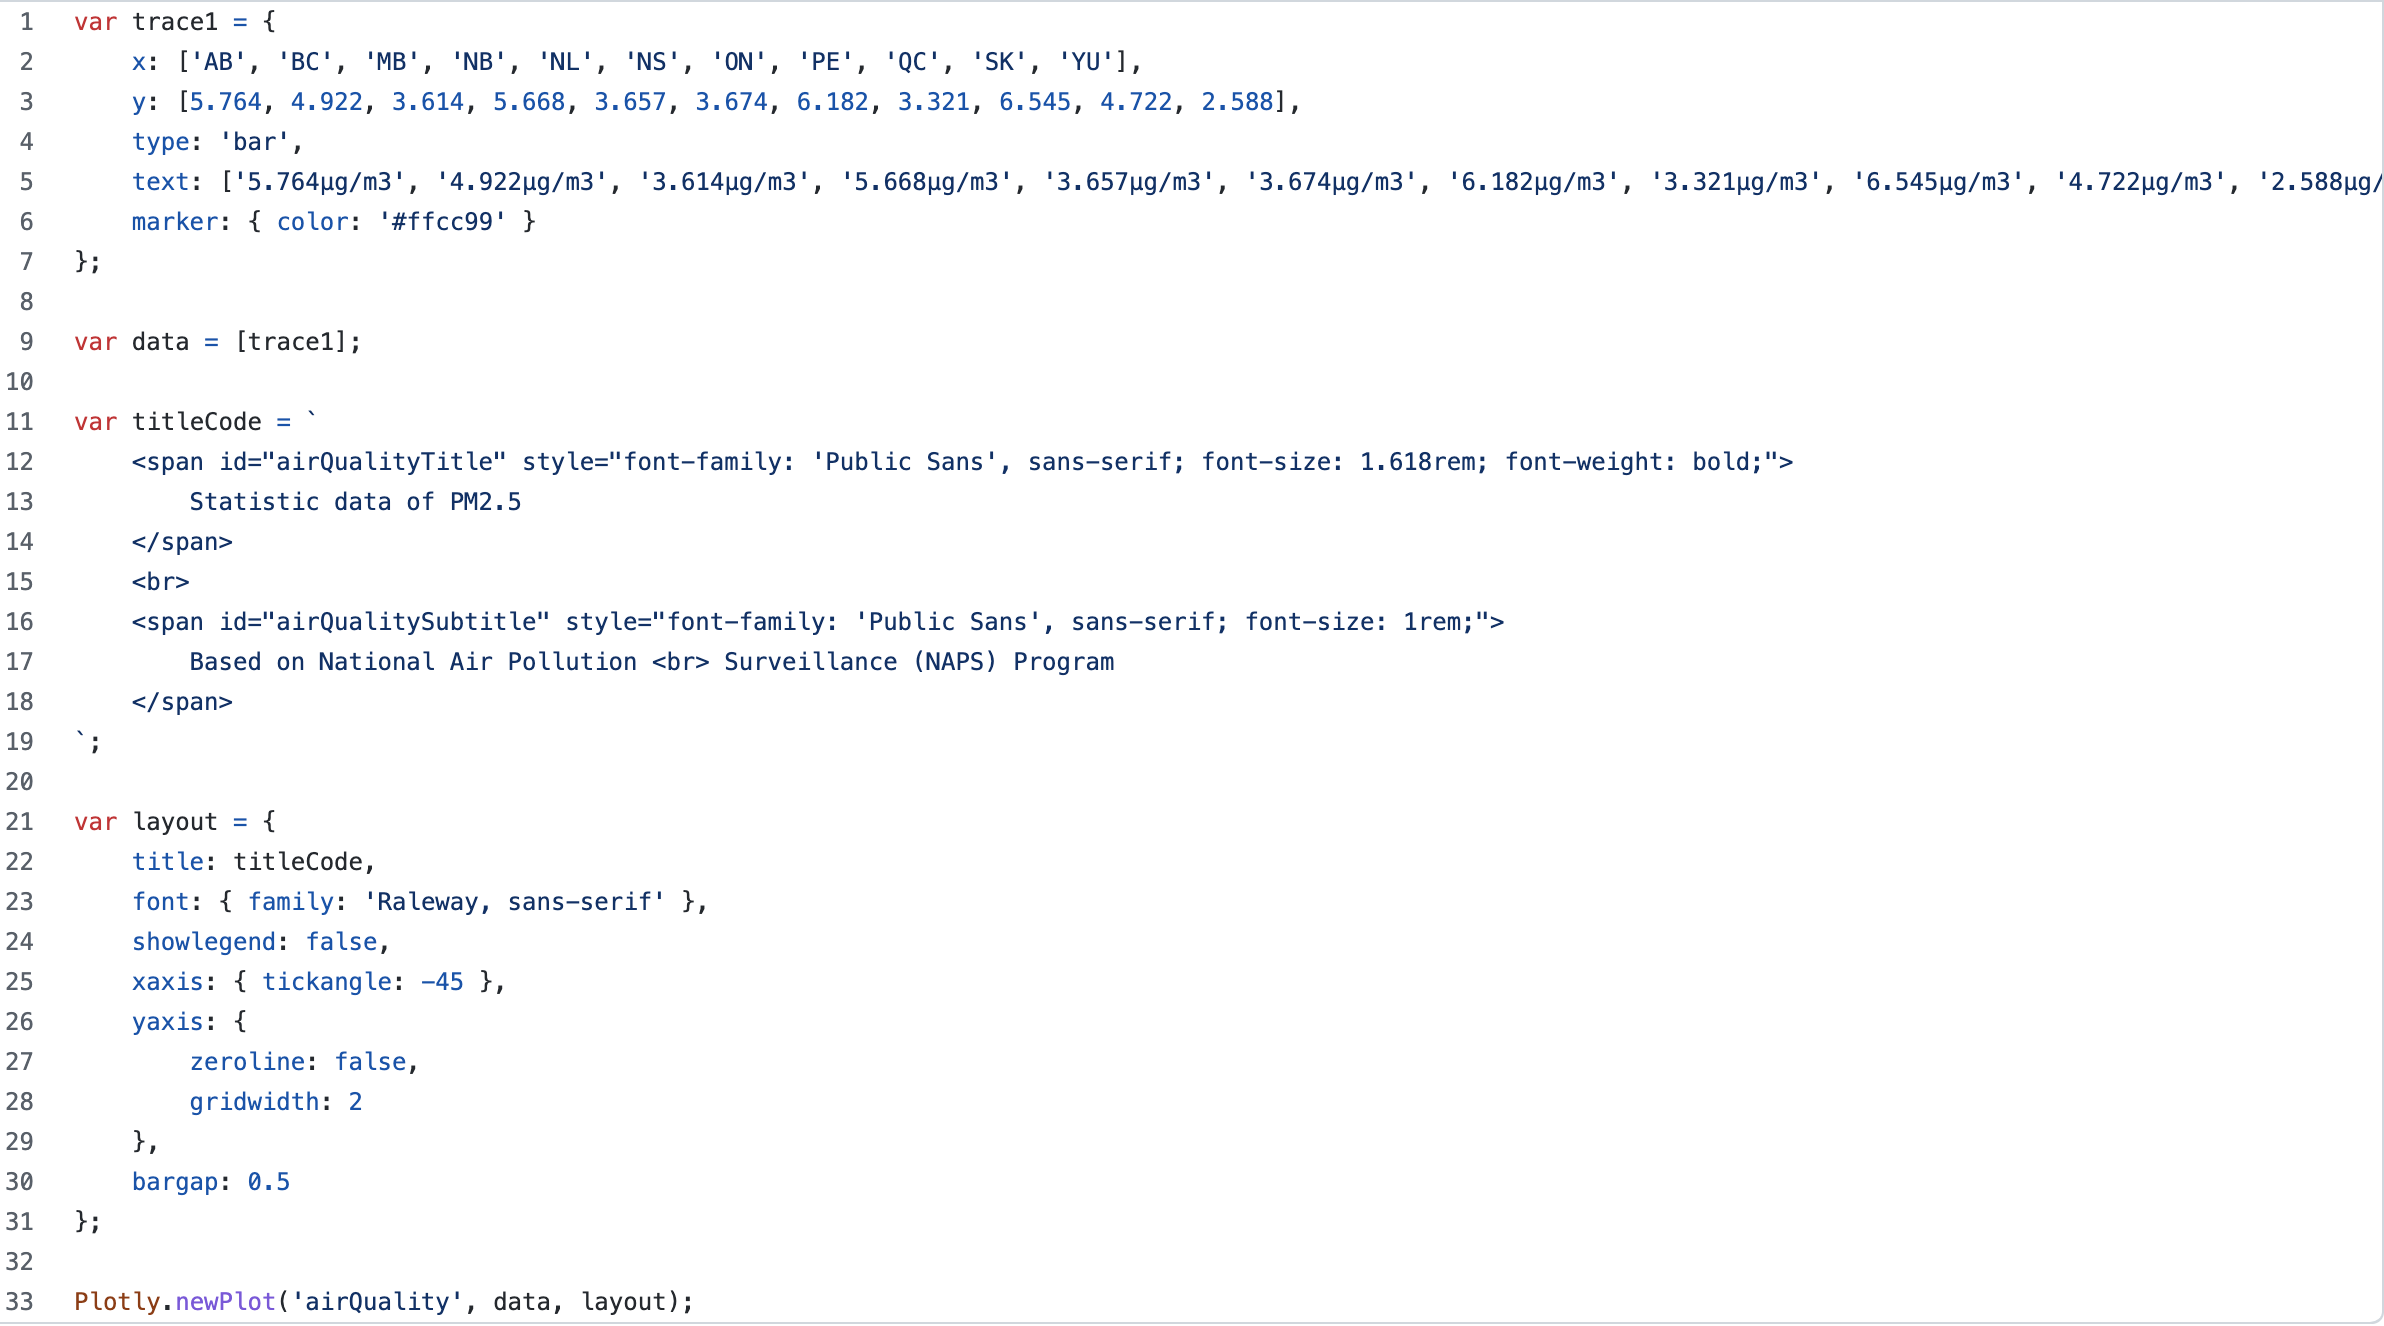 1 var trace1 = {
2 x: ['AB', 'BC', 'MB', 'NB', 'NL', 'NS', 'ON', 'PE', 'QC', 'SK', 'YU'],
3 y: [5.764, 4.922, 3.614, 5.668, 3.657, 3.674, 6.182, 3.321, 6.545, 4.722, 2.588],
4 type: 'bar',
5 text: ['5.764µg/m3', '4.922µg/m3', '3.614µg/m3', '5.668µg/m3', '3.657µg/m3', '3.674µg/m3', '6.182µg/m3', '3.321µg/m3', '6.545µg/m3', '4.722µg/m3', '2.588µg/
6 marker: { color: '#ffcc99' }
7 };
8
9 var data = [trace1];
10
11 var titleCode = `
12 <span id="airQualityTitle" style="font-family: 'Public Sans', sans-serif; font-size: 1.618rem; font-weight: bold;">
13 Statistic data of PM2.5
14 </span>
15 <br>
16 <span id="airQualitySubtitle" style="font-family: 'Public Sans', sans-serif; font-size: 1rem;">
17 Based on National Air Pollution <br> Surveillance (NAPS) Program
18 </span>
19 `;
20
21 var layout = {
22 title: titleCode,
23 font: { family: 'Raleway, sans-serif' },
24 showlegend: false,
25 xaxis: { tickangle: -45 },
26 yaxis: {
27 zeroline: false,
28 gridwidth: 2
29 },
30 bargap: 0.5
31 };
32
33 Plotly.newPlot('airQuality', data, layout);